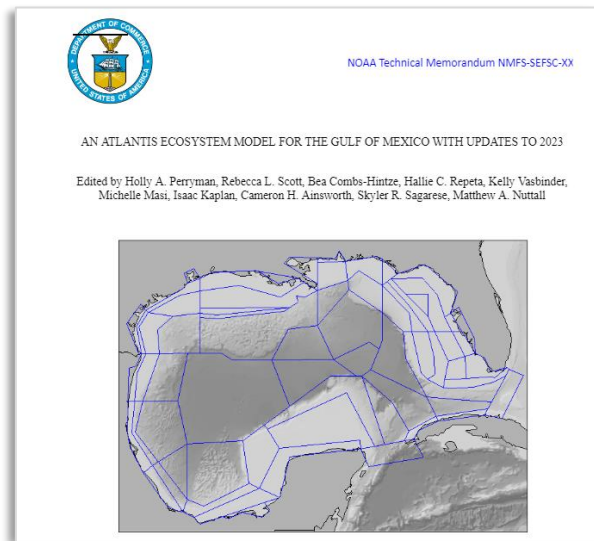 DEPARTMENT OF COMMERCE
UNITED STATES OF AMERICA
NOAA Technical Memorandum NMFS-SEFSC-XX
AN ATLANTIS ECOSYSTEM MODEL FOR THE GULF OF MEXICO WITH UPDATES TO 2023
Edited by Holly A. Perryman, Rebecca L. Scott, Bea Combs-Hintze, Hallie C. Repeta, Kelly Vasbinder,
Michelle Masi, Isaac Kaplan, Cameron H. Ainsworth, Skyler R. Sagarese, Matthew A. Nuttall